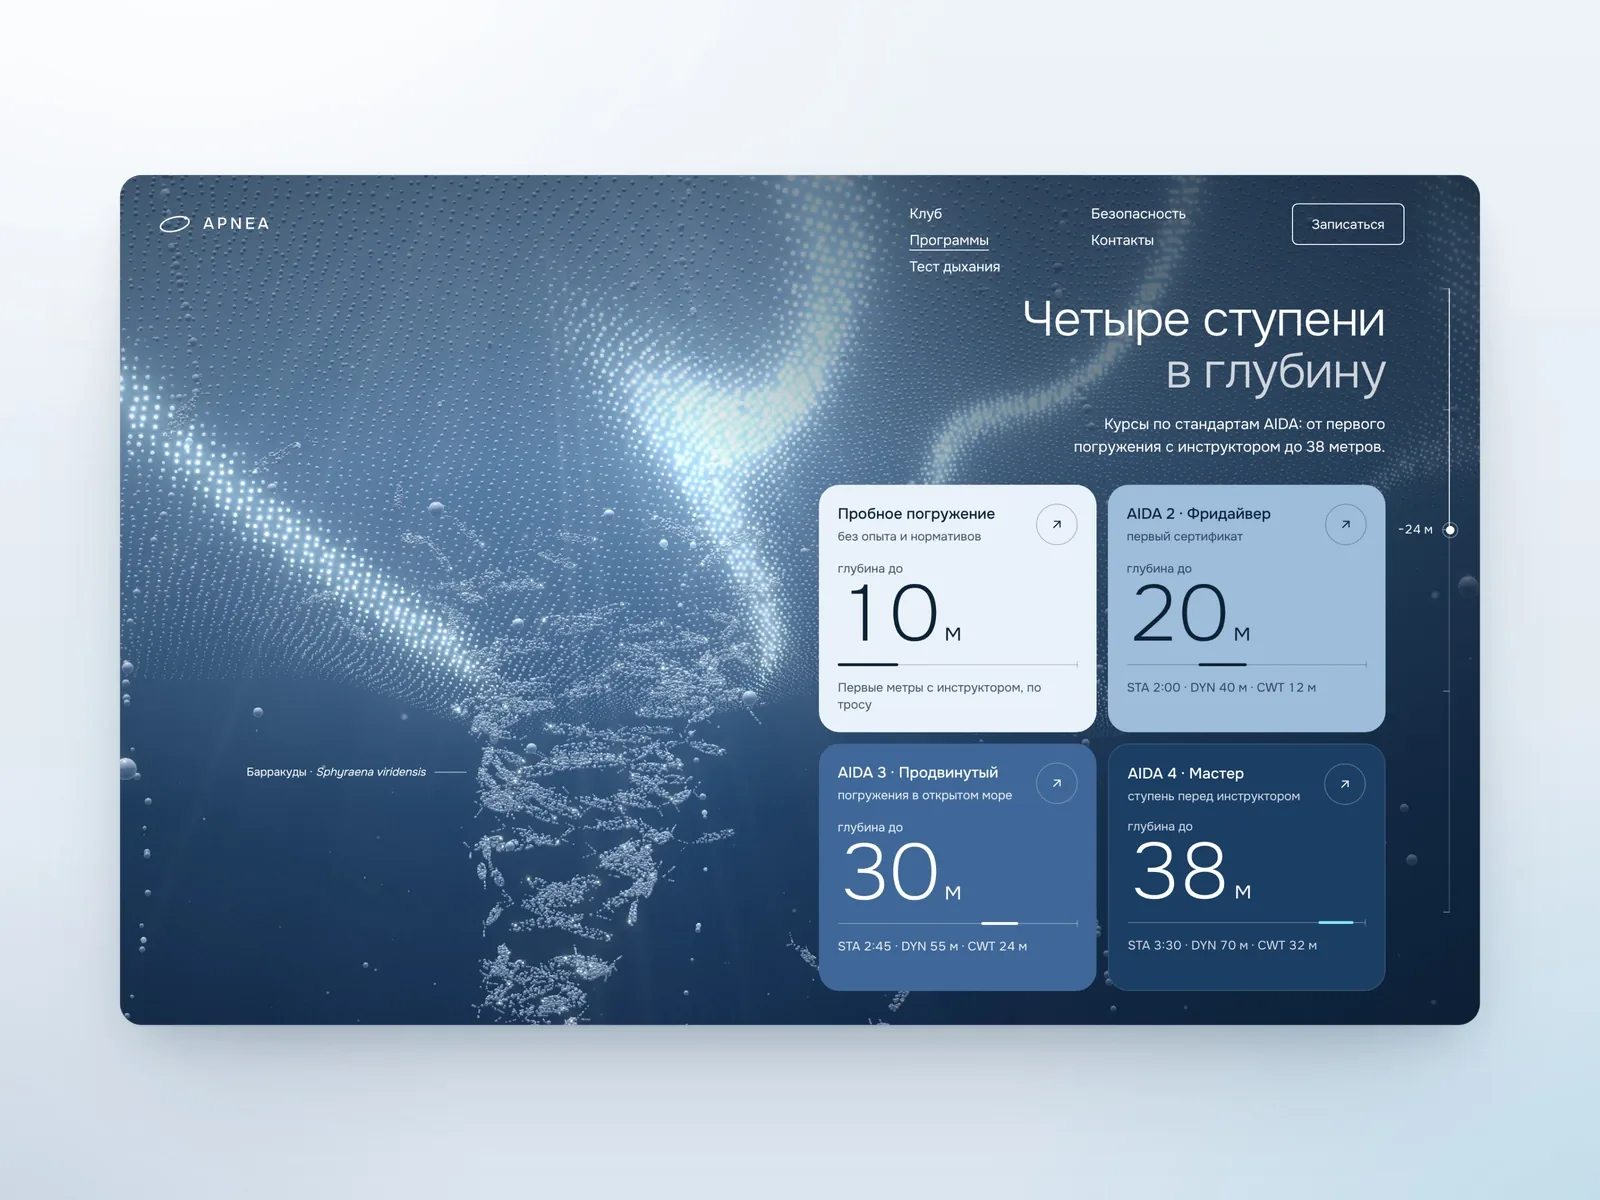 APNEA
Клуб
Программы
Тест дыхания
Безопасность
Контакты
Записаться
Четыре ступени
в глубину
Курсы по стандартам AIDA: от первого
погружения с инструктором до 38 метров.
Пробное погружение
без опыта и нормативов
глубина до
10 м
Первые метры с инструктором, по
тросу
AIDA 2 · Фридайвер
первый сертификат
глубина до
20 м
STA 2:00 · DYN 40 м · CWT 12 м
−24 м
Барракуды · Sphyraena viridensis
AIDA 3 · Продвинутый
погружения в открытом море
глубина до
30 м
STA 2:45 · DYN 55 м · CWT 24 м
AIDA 4 · Мастер
ступень перед инструктором
глубина до
38 м
STA 3:30 · DYN 70 м · CWT 32 м